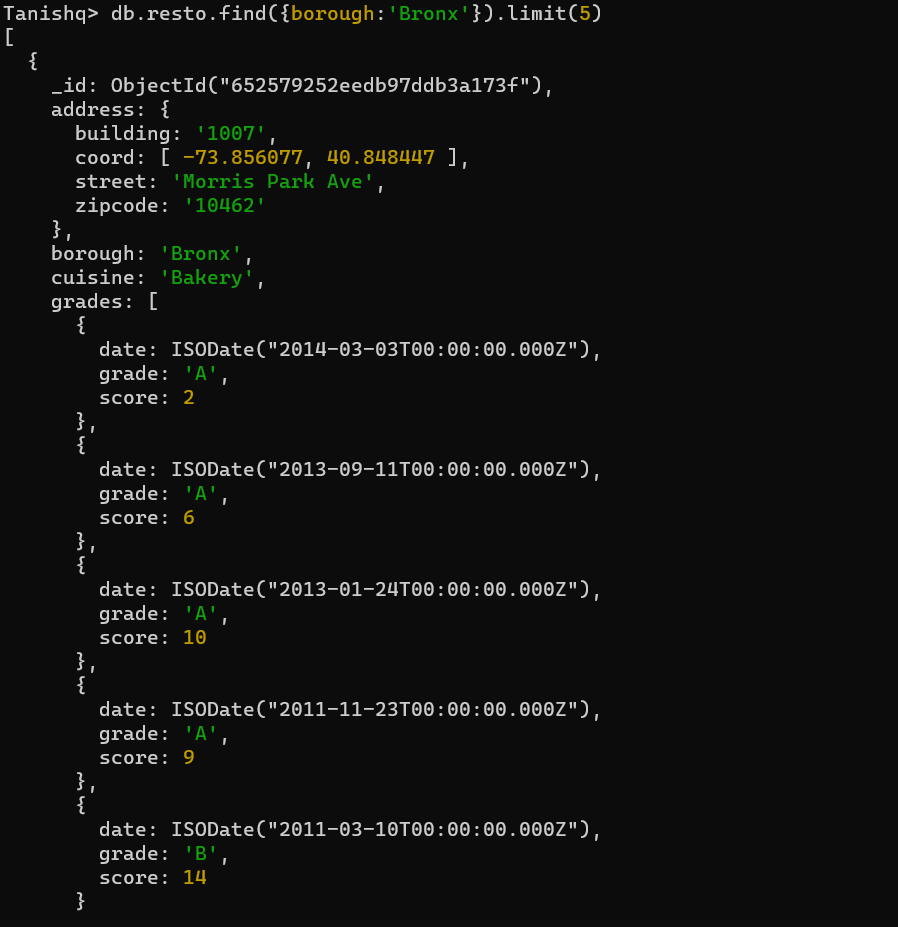 Tanishq> db.resto.find({borough:'Bronx'}).limit(5)
[
  {
    _id: ObjectId("652579252eedb97ddb3a173f"),
    address: {
      building: '1007',
      coord: [ -73.856077, 40.848447 ],
      street: 'Morris Park Ave',
      zipcode: '10462'
    },
    borough: 'Bronx',
    cuisine: 'Bakery',
    grades: [
      {
        date: ISODate("2014-03-03T00:00:00.000Z"),
        grade: 'A',
        score: 2
      },
      {
        date: ISODate("2013-09-11T00:00:00.000Z"),
        grade: 'A',
        score: 6
      },
      {
        date: ISODate("2013-01-24T00:00:00.000Z"),
        grade: 'A',
        score: 10
      },
      {
        date: ISODate("2011-11-23T00:00:00.000Z"),
        grade: 'A',
        score: 9
      },
      {
        date: ISODate("2011-03-10T00:00:00.000Z"),
        grade: 'B',
        score: 14
      }